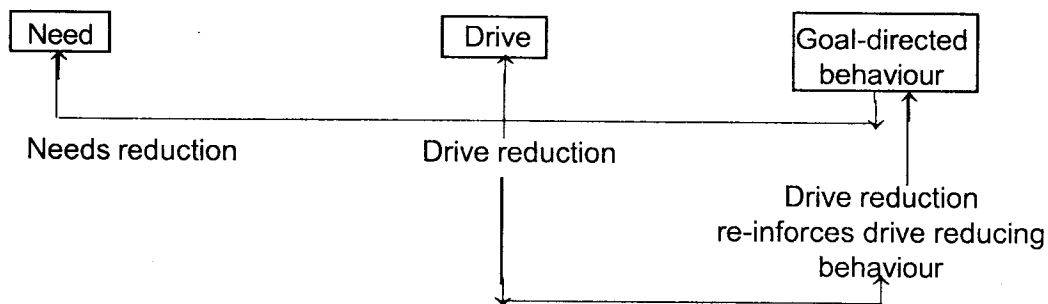 Need
Drive
Goal-directed
behaviour
Needs reduction
Drive reduction
Drive reduction
re-inforces drive reducing
behaviour